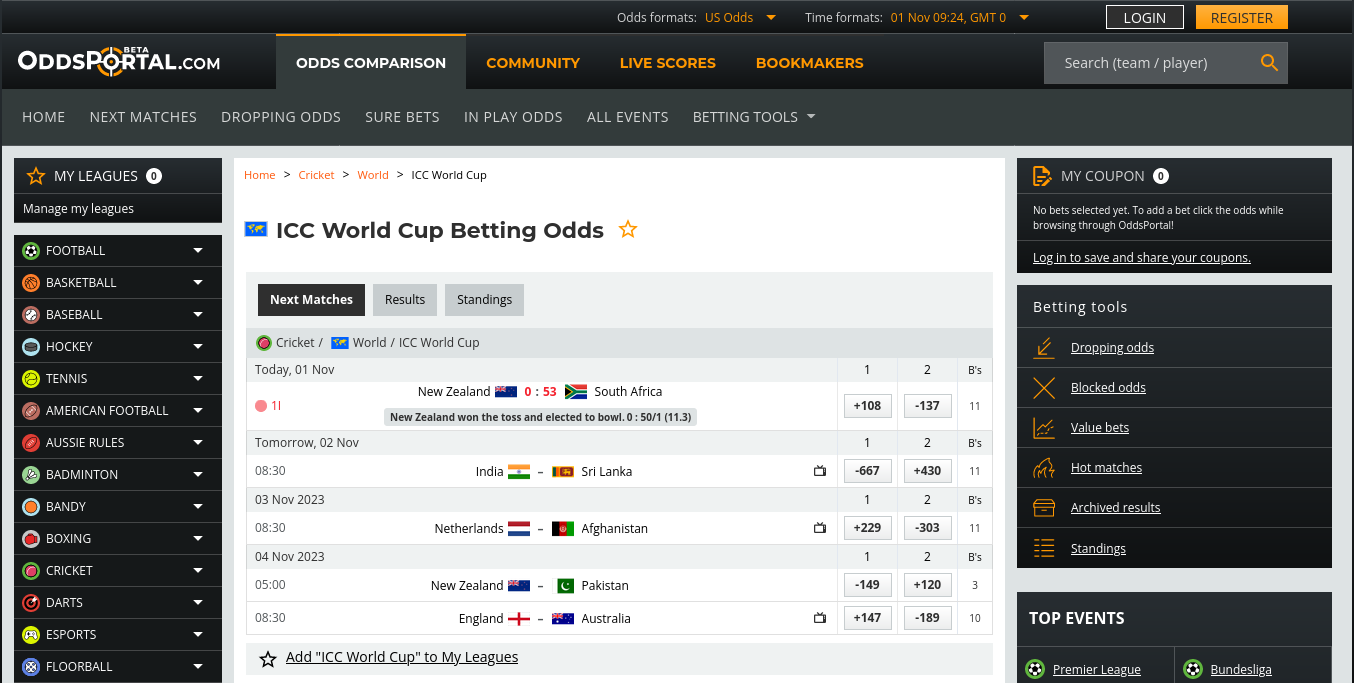 Odds formats: US Odds Time formats: 01 Nov 09:24, GMT 0 LOGIN REGISTER
ODDSPORTAL.COM BETA
ODDS COMPARISON COMMUNITY LIVE SCORES BOOKMAKERS Search (team / player)
HOME NEXT MATCHES DROPPING ODDS SURE BETS IN PLAY ODDS ALL EVENTS BETTING TOOLS
MY LEAGUES 0
Manage my leagues
FOOTBALL
BASKETBALL
BASEBALL
HOCKEY
TENNIS
AMERICAN FOOTBALL
AUSSIE RULES
BADMINTON
BANDY
BOXING
CRICKET
DARTS
ESPORTS
FLOORBALL
Home > Cricket > World > ICC World Cup
ICC World Cup Betting Odds
Next Matches Results Standings
Cricket / World / ICC World Cup
Today, 01 Nov 1 2 B's
New Zealand 0 : 53 South Africa
1I +108 -137 11
New Zealand won the toss and elected to bowl. 0 : 50/1 (11.3)
Tomorrow, 02 Nov 1 2 B's
08:30 India – Sri Lanka -667 +430 11
03 Nov 2023 1 2 B's
08:30 Netherlands – Afghanistan +229 -303 11
04 Nov 2023 1 2 B's
05:00 New Zealand – Pakistan -149 +120 3
08:30 England – Australia +147 -189 10
Add "ICC World Cup" to My Leagues
MY COUPON 0
No bets selected yet. To add a bet click the odds while
browsing through OddsPortal!
Log in to save and share your coupons.
Betting tools
Dropping odds
Blocked odds
Value bets
Hot matches
Archived results
Standings
TOP EVENTS
Premier League Bundesliga